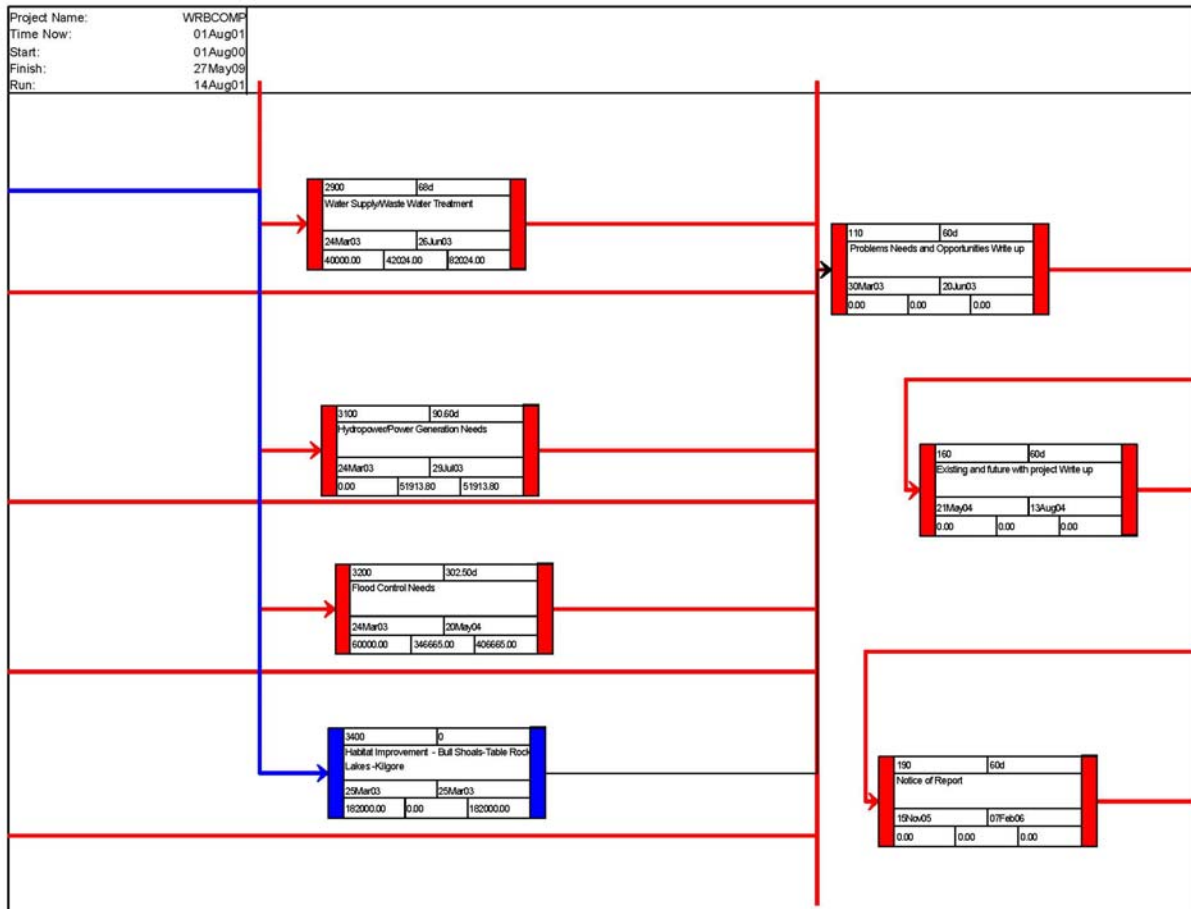 Project Name: WRBCOMP
Time Now: 01Aug01
Start: 01Aug00
Finish: 27May09
Run: 14Aug01
2900 68d
Water Supply/Waste Water Treatment
24Mar03 26Jun03
40000.00 42024.00 82024.00
110 60d
Problems Needs and Opportunities Write up
30Mar03 20Jun03
0.00 0.00 0.00
3100 90.60d
Hydropower/Power Generation Needs
24Mar03 29Jul03
0.00 51913.80 51913.80
160 60d
Existing and future with project Write up
21May04 13Aug04
0.00 0.00 0.00
3200 302.50d
Flood Control Needs
24Mar03 20May04
60000.00 346665.00 406665.00
3400 0
Habitat Improvement - Bull Shoals-Table Rock
Lakes -Kilgore
25Mar03 25Mar03
182000.00 0.00 182000.00
190 60d
Notice of Report
15Nov05 07Feb06
0.00 0.00 0.00